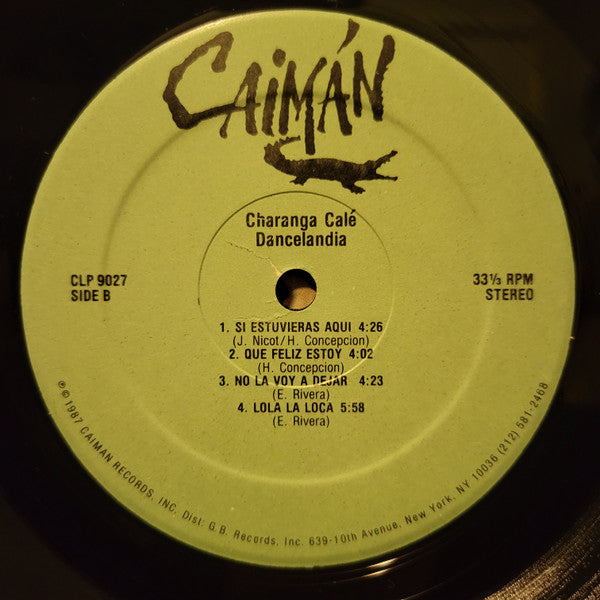 CAIMÁN
Charanga Calé
Dancelandia
CLP 9027
SIDE B
33⅓ RPM
STEREO
1. SI ESTUVIERAS AQUI 4:26
(J. Nicot/H. Concepcion)
2. QUE FELIZ ESTOY 4:02
(H. Concepcion)
3. NO LA VOY A DEJAR 4:23
(E. Rivera)
4. LOLA LA LOCA 5:58
(E. Rivera)
℗ © 1987 CAIMAN RECORDS, INC. Dist: G.B. Records, Inc. 639-10th Avenue, New York, NY 10036 (212) 581-2468